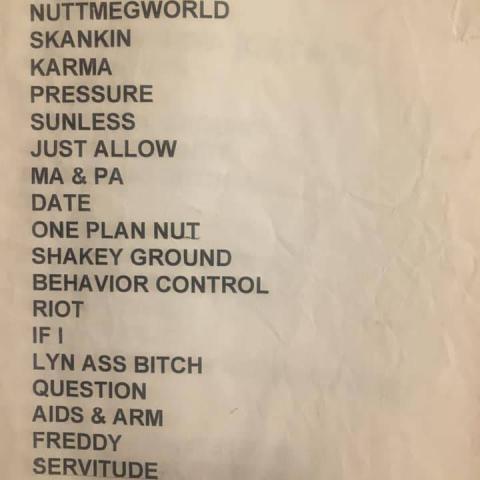 NUTTMEGWORLD
SKANKIN
KARMA
PRESSURE
SUNLESS
JUST ALLOW
MA & PA
DATE
ONE PLAN NUT
SHAKEY GROUND
BEHAVIOR CONTROL
RIOT
IF I
LYN ASS BITCH
QUESTION
AIDS & ARM
FREDDY
SERVITUDE